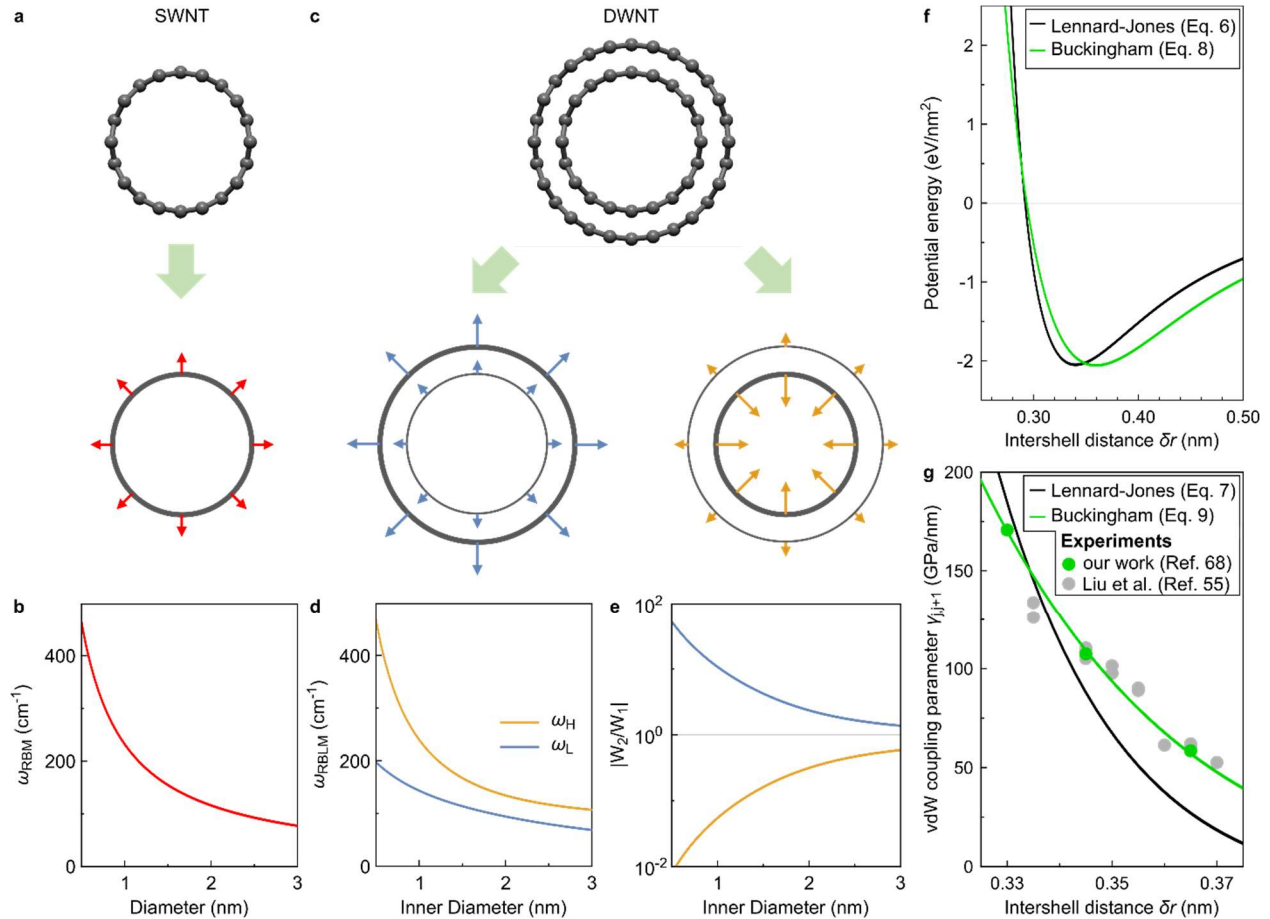 a
SWNT
c
DWNT
b
ω_RBM (cm⁻¹)
400
200
0
1
2
3
Diameter (nm)
d
ω_RBLM (cm⁻¹)
400
200
0
ω_H
ω_L
1
2
3
Inner Diameter (nm)
e
|W₂/W₁|
10²
10⁰
10⁻²
1
2
3
Inner Diameter (nm)
f
Potential energy (eV/nm²)
2
1
0
-1
-2
Lennard-Jones (Eq. 6)
Buckingham (Eq. 8)
0.30
0.40
0.50
Intershell distance δr (nm)
g
vdW coupling parameter γ_j,j+1 (GPa/nm)
200
150
100
50
0
Lennard-Jones (Eq. 7)
Buckingham (Eq. 9)
Experiments
our work (Ref. 68)
Liu et al. (Ref. 55)
0.33
0.35
0.37
Intershell distance δr (nm)